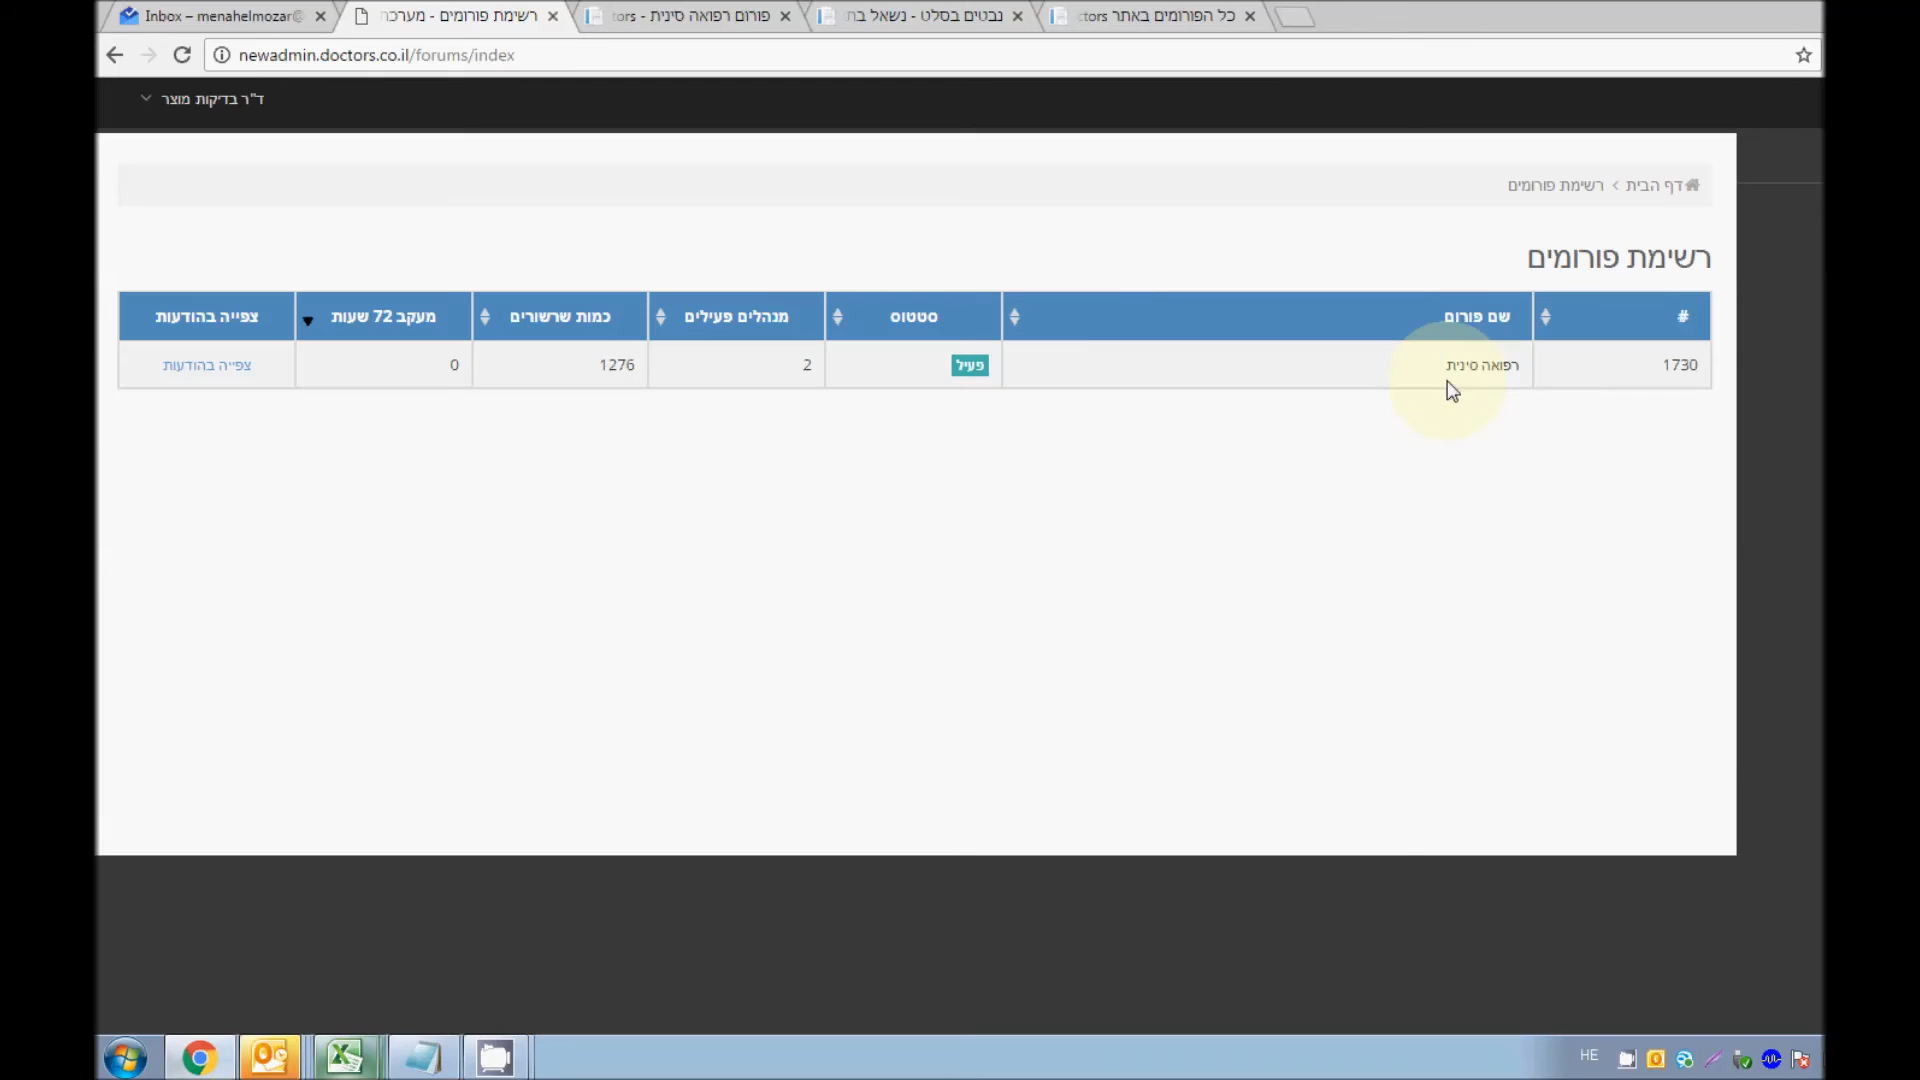 Inbox – menahelmozar@
רשימת פורומים - מערכת
פורום רפואה סינית - tors
נבטים בסלט - נשאל בת
כל הפורומים באתר ctors
newadmin.doctors.co.il/forums/index
ד"ר בדיקות מוצר
דף הבית > רשימת פורומים
רשימת פורומים
# שם פורום סטטוס מנהלים פעילים כמות שרשורים מעקב 72 שעות צפייה בהודעות
1730 רפואה סינית פעיל 2 1276 0 צפייה בהודעות
HE